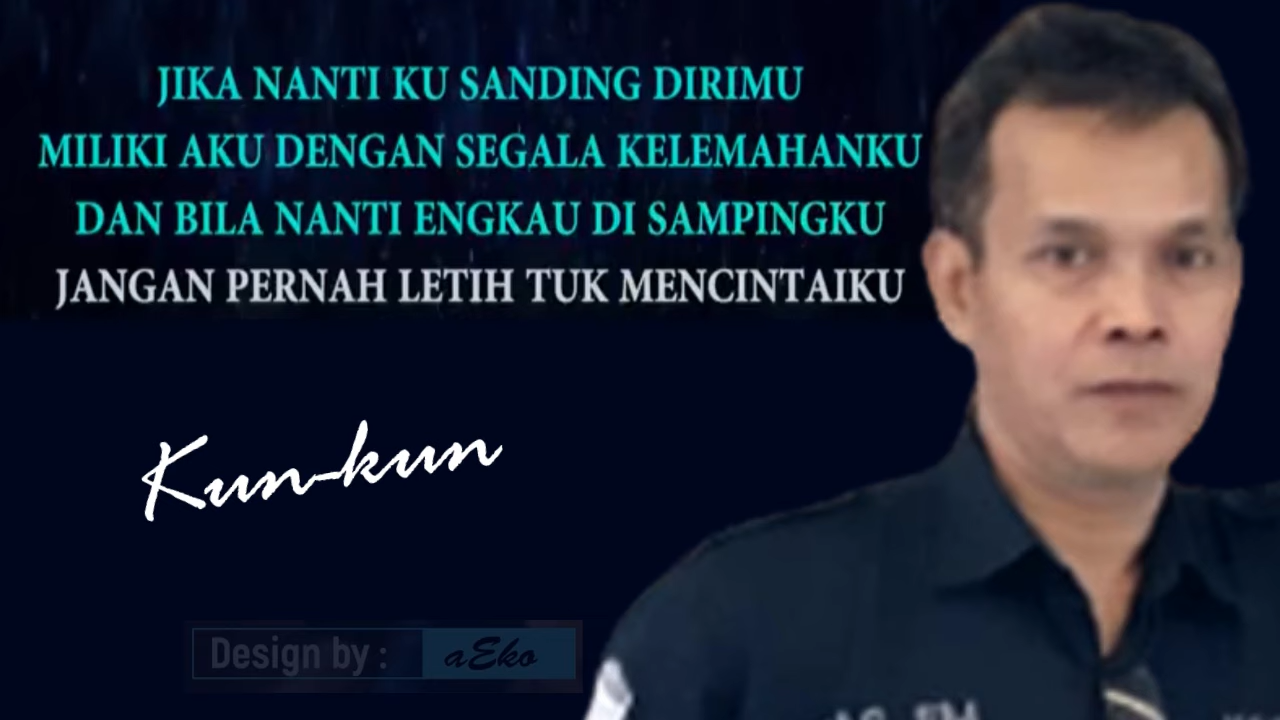 JIKA NANTI KU SANDING DIRIMU
MILIKI AKU DENGAN SEGALA KELEMAHANKU
DAN BILA NANTI ENGKAU DI SAMPINGKU
JANGAN PERNAH LETIH TUK MENCINTAIKU
Kun-kun
Design by : aEko